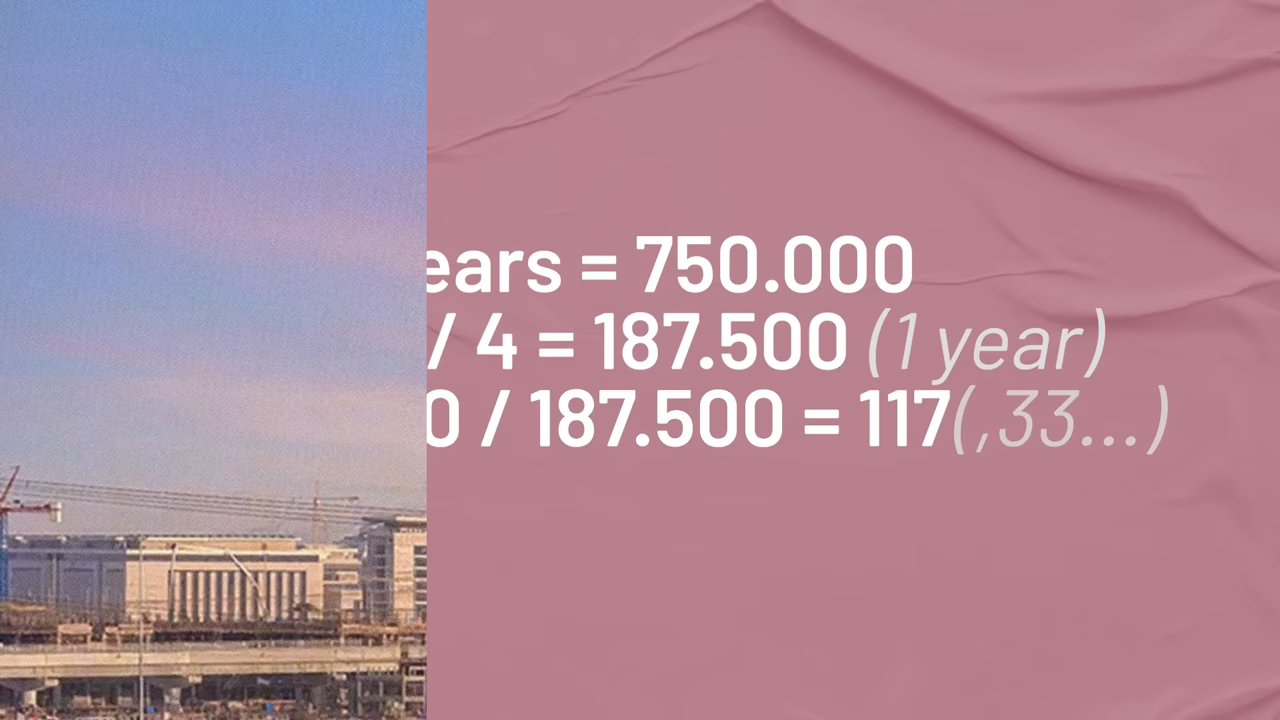 ears = 750.000
/ 4 = 187.500 (1 year)
0 / 187.500 = 117(,33...)